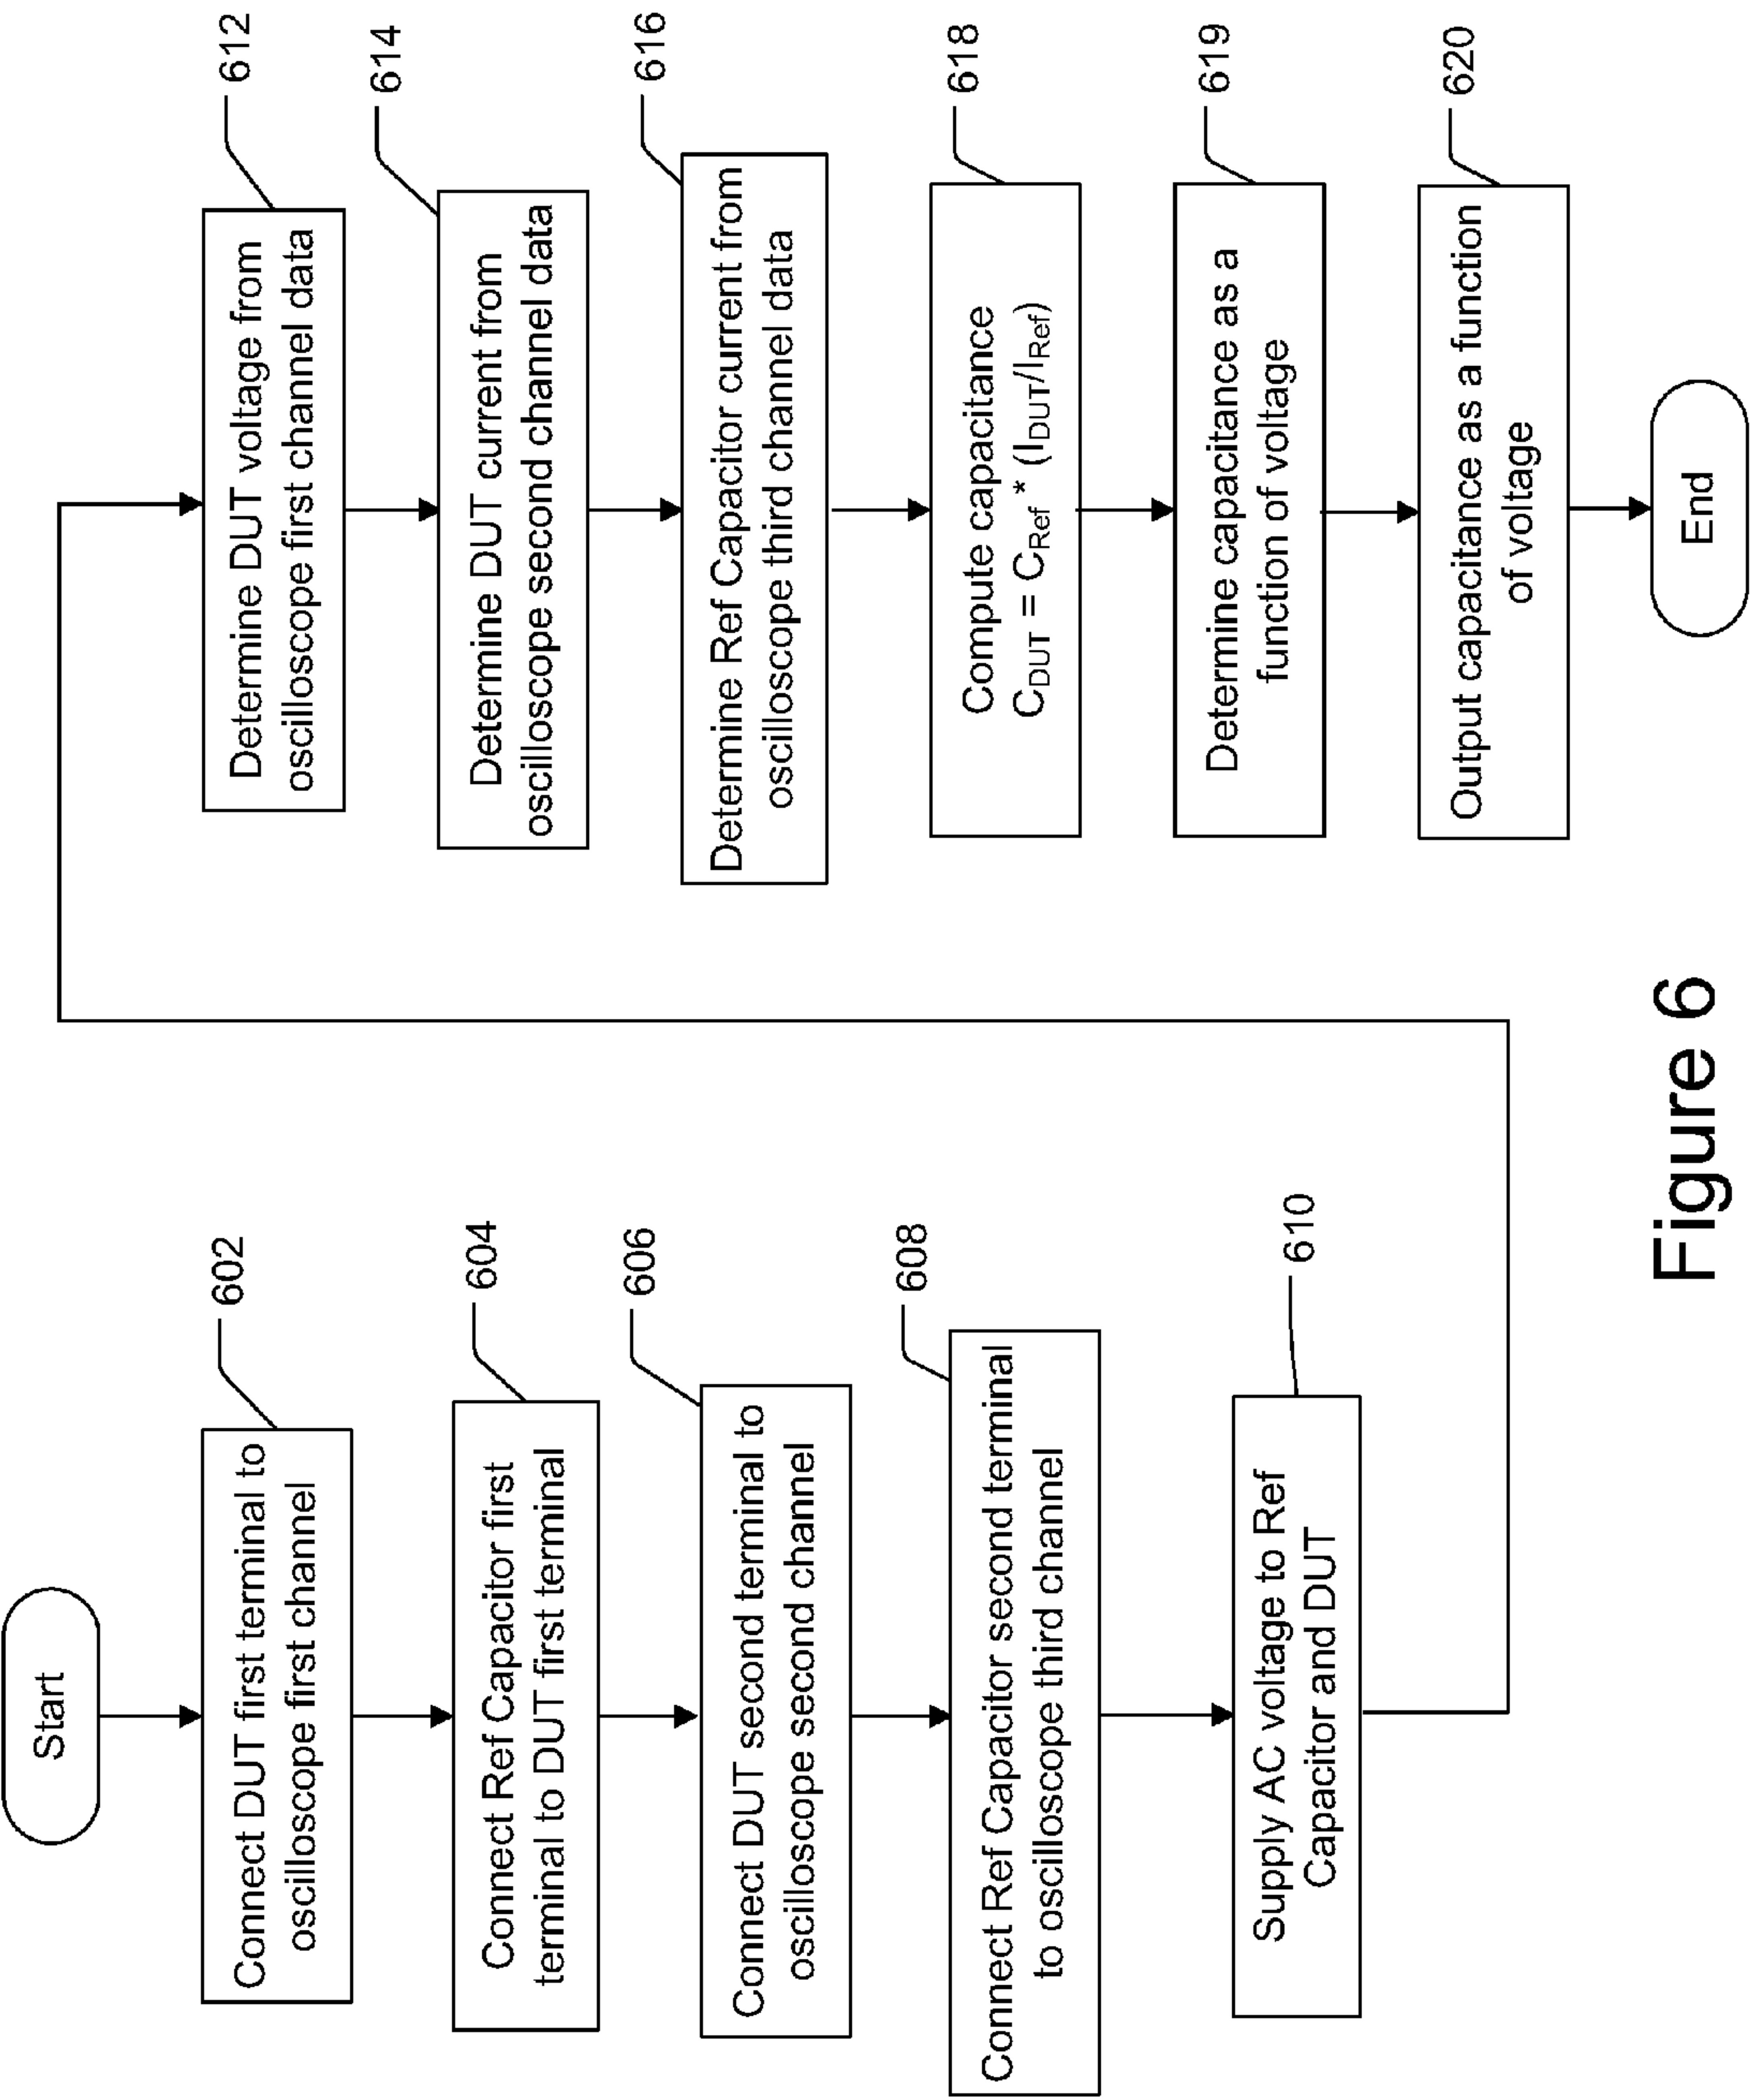 Start
602
Connect DUT first terminal to
oscilloscope first channel
604
Connect Ref Capacitor first
terminal to DUT first terminal
606
Connect DUT second terminal to
oscilloscope second channel
608
Connect Ref Capacitor second terminal
to oscilloscope third channel
610
Supply AC voltage to Ref
Capacitor and DUT
612
Determine DUT voltage from
oscilloscope first channel data
614
Determine DUT current from
oscilloscope second channel data
616
Determine Ref Capacitor current from
oscilloscope third channel data
618
Compute capacitance
C_DUT = C_Ref * (I_DUT/I_Ref)
619
Determine capacitance as a
function of voltage
620
Output capacitance as a function
of voltage
End
Figure 6